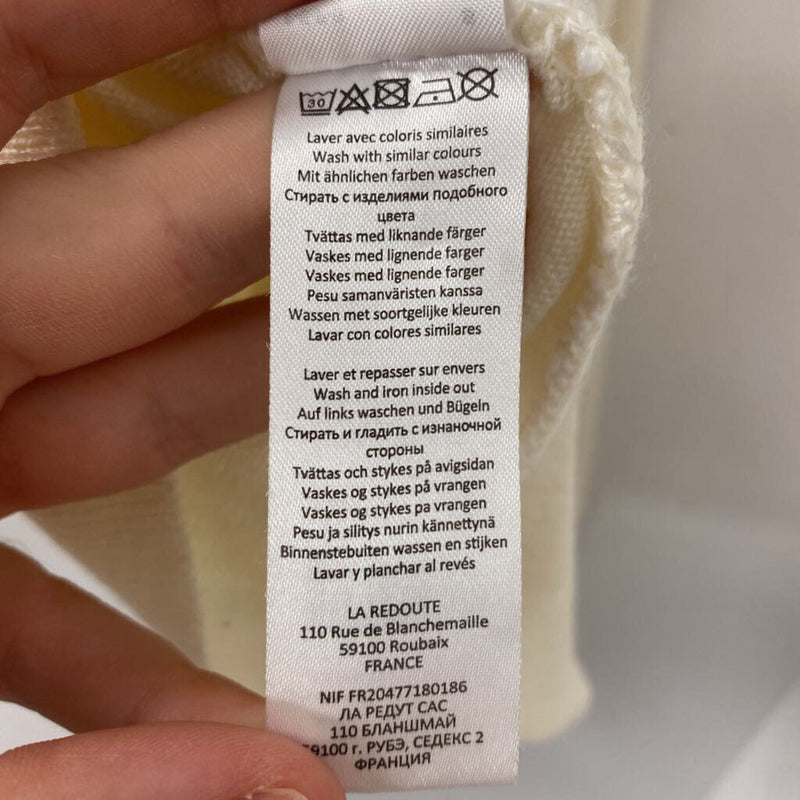 30
Laver avec coloris similaires
Wash with similar colours
Mit ähnlichen farben waschen
Стирать с изделиями подобного
цвета
Tvättas med liknande färger
Vaskes med lignende farger
Vaskes med lignende farger
Pesu samanväristen kanssa
Wassen met soortgelijke kleuren
Lavar con colores similares
Laver et repasser sur envers
Wash and iron inside out
Auf links waschen und Bügeln
Стирать и гладить с изнаночной
стороны
Tvättas och stykes på avigsidan
Vaskes og stykes på vrangen
Vaskes og stykes pa vrangen
Pesu ja silitys nurin kännettynä
Binnenstebuiten wassen en stijken
Lavar y planchar al revés
LA REDOUTE
110 Rue de Blanchemaille
59100 Roubaix
FRANCE
NIF FR20477180186
ЛА РЕДУТ САС
110 БЛАНШМАЙ
59100 г. РУБЭ, СЕДЕКС 2
ФРАНЦИЯ